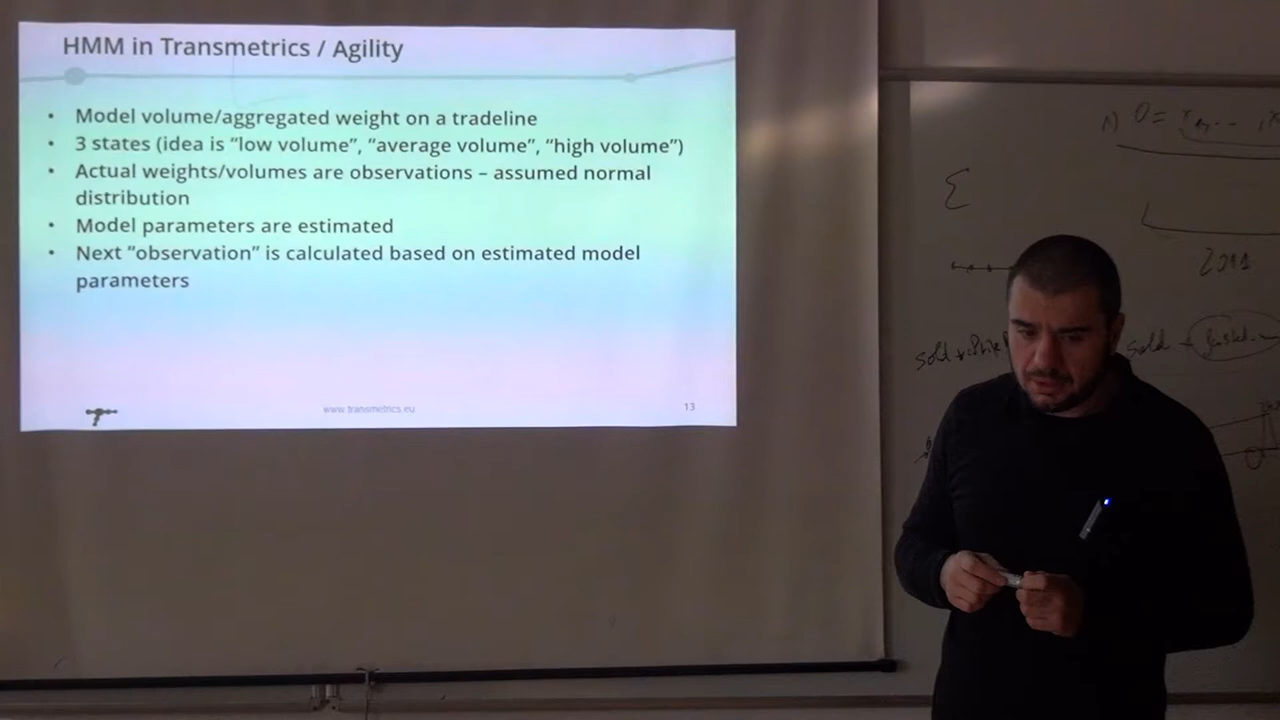 HMM in Transmetrics / Agility
• Model volume/aggregated weight on a tradeline
• 3 states (idea is “low volume”, “average volume”, “high volume”)
• Actual weights/volumes are observations – assumed normal
distribution
• Model parameters are estimated
• Next “observation” is calculated based on estimated model
parameters
www.transmetrics.eu
13
Σ
sold
sold